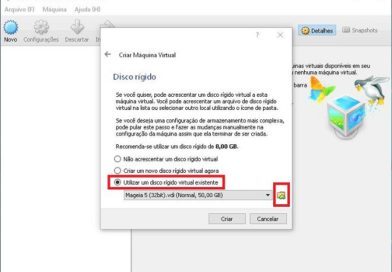 Arquivo (F) Máquina Ajuda (H)
Novo Configurações Descartar
Detalhes Snapshots
Criar Máquina Virtual
Disco rígido
Se você quiser, pode acrescentar um disco rígido virtual a esta
máquina virtual. Você pode acrescentar um arquivo de disco rígido
virtual na lista ou selecionar outro local utilizando o ícone de pasta.
Se você deseja uma configuração de armazenamento mais complexa,
pode pular este passo e fazer as mudanças manualmente na
configuração da máquina assim que ela terminar de ser criada.
Recomenda-se utilizar um disco rígido de 8,00 GB.
Não acrescentar um disco rígido virtual
Criar um novo disco rígido virtual agora
Utilizar um disco rígido virtual existente
Mageia 5 (32bit).vdi (Normal, 50,00 GB)
Criar Cancelar
uinas virtuais disponíveis em seu
nenhuma máquina virtual.
barra